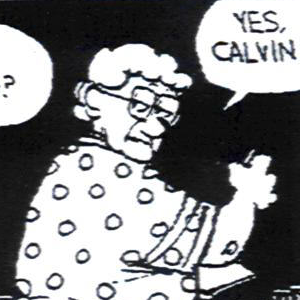 ?
YES,
CALVIN